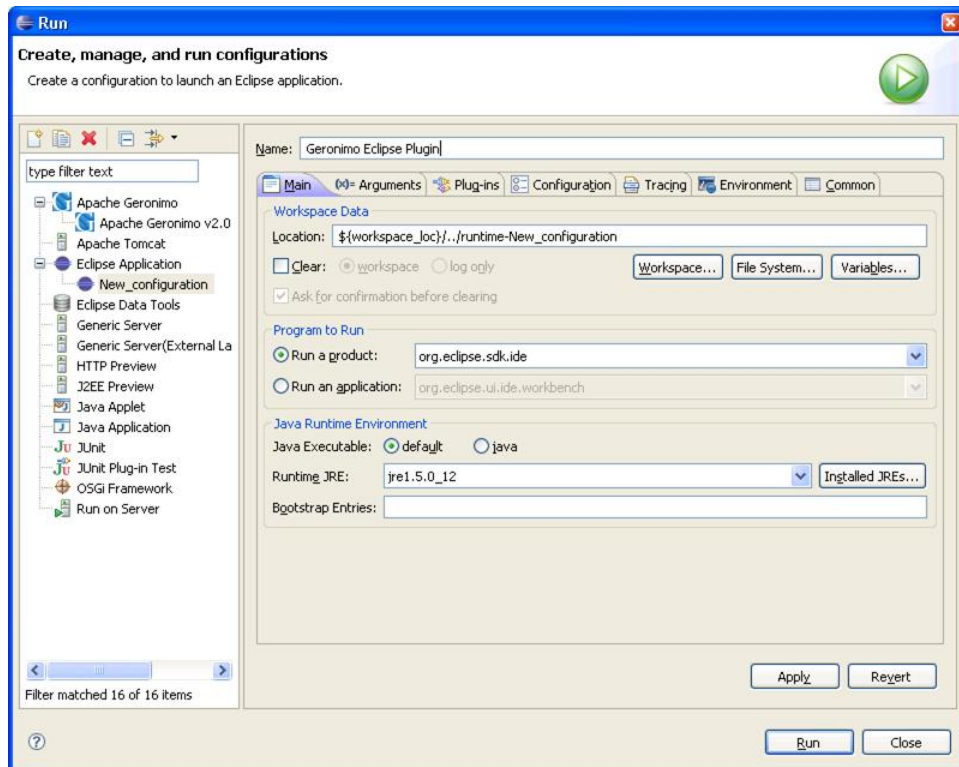 Run
Create, manage, and run configurations
Create a configuration to launch an Eclipse application.
type filter text
Apache Geronimo
Apache Geronimo v2.0
Apache Tomcat
Eclipse Application
New_configuration
Eclipse Data Tools
Generic Server
Generic Server(External La
HTTP Preview
J2EE Preview
Java Applet
Java Application
Ju JUnit
Jü JUnit Plug-in Test
OSGi Framework
Run on Server
Filter matched 16 of 16 items
Name: Geronimo Eclipse Plugin
Main (x)= Arguments Plug-ins Configuration Tracing Environment Common
Workspace Data
Location: ${workspace_loc}/../runtime-New_configuration
Clear: workspace log only Workspace... File System... Variables...
Ask for confirmation before clearing
Program to Run
Run a product: org.eclipse.sdk.ide
Run an application: org.eclipse.ui.ide.workbench
Java Runtime Environment
Java Executable: default java
Runtime JRE: jre1.5.0_12 Installed JREs...
Bootstrap Entries:
Apply Revert
? Run Close